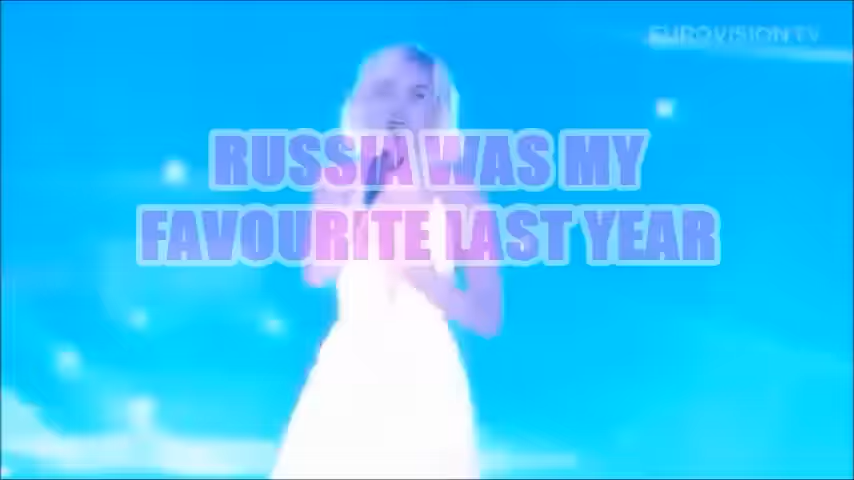 EUROVISION.TV
RUSSIA WAS MY
FAVOURITE LAST YEAR